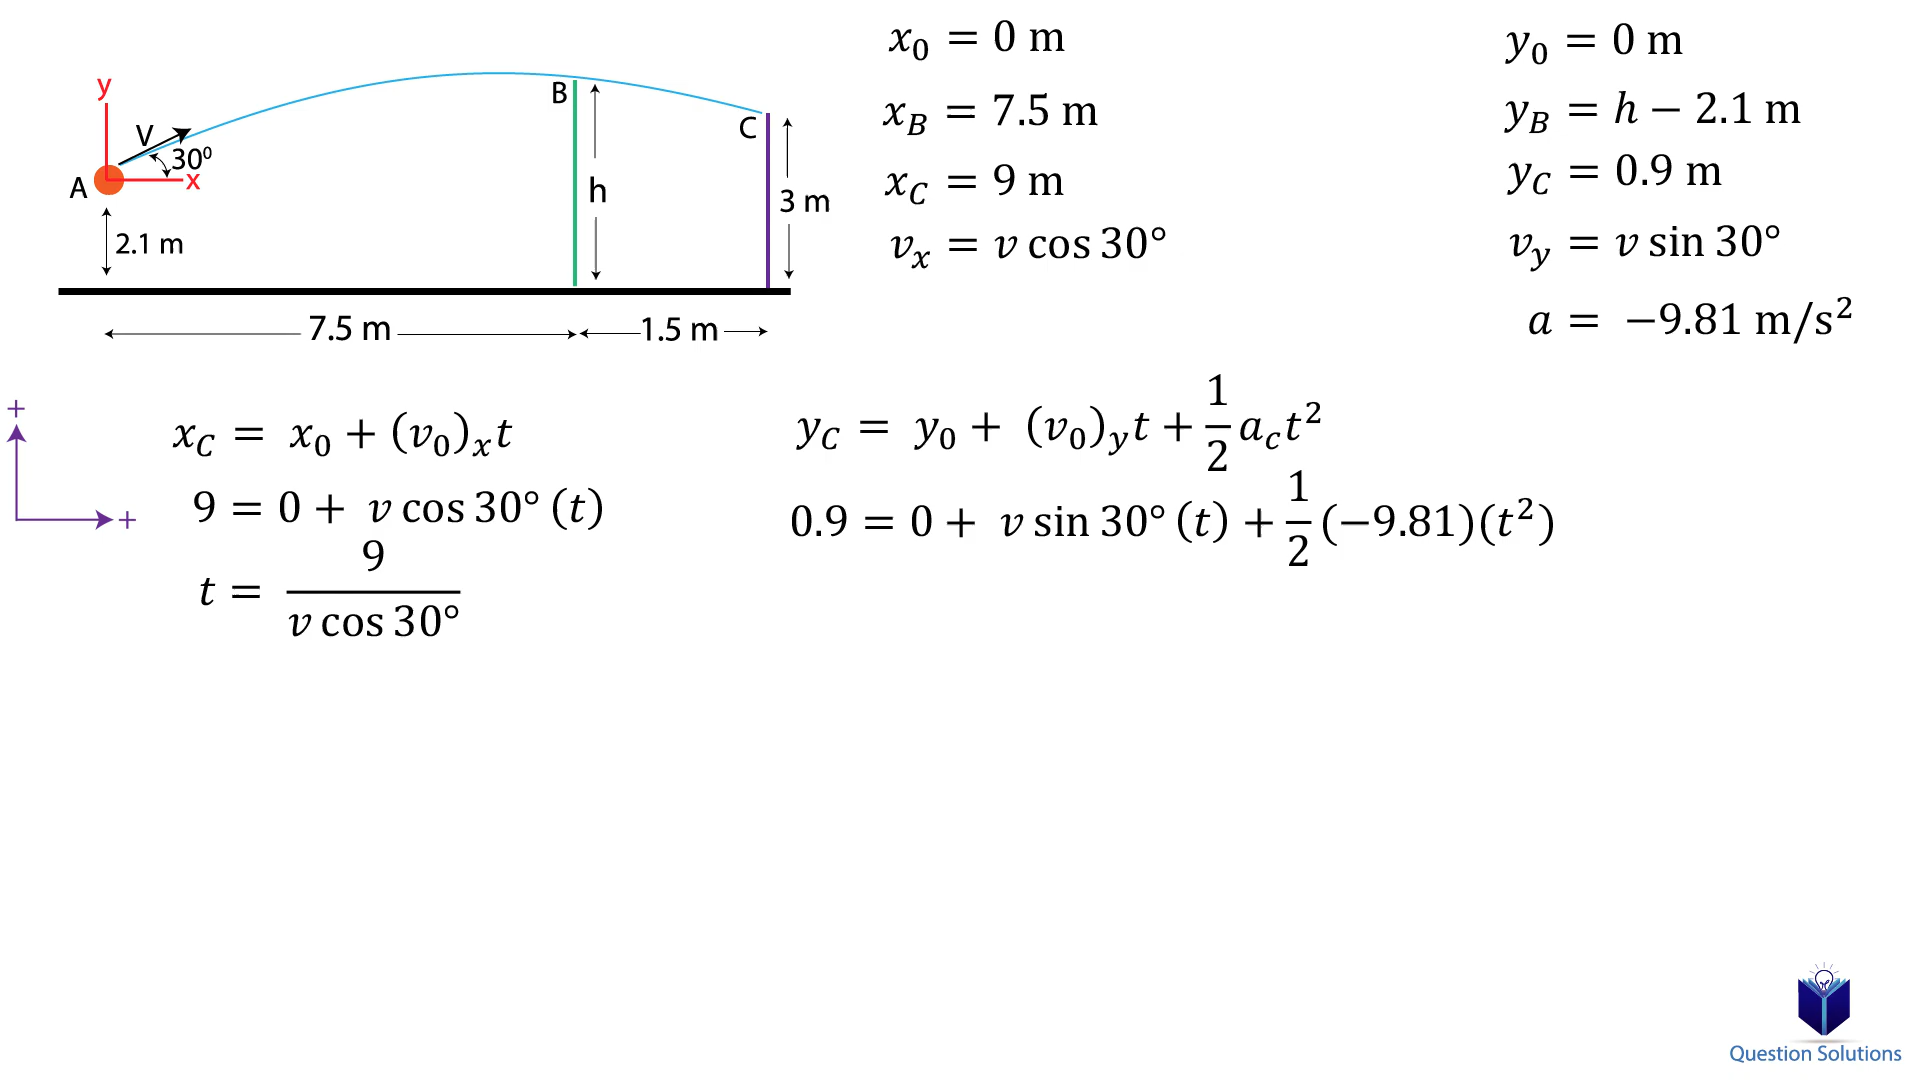 y
V
30⁰
x
A
2.1 m
B
h
C
3 m
7.5 m
1.5 m
x₀ = 0 m
x_B = 7.5 m
x_C = 9 m
v_x = v cos 30°
y₀ = 0 m
y_B = h − 2.1 m
y_C = 0.9 m
v_y = v sin 30°
a = −9.81 m/s²
+
+
x_C = x₀ + (v₀)_x t
9 = 0 + v cos 30° (t)
t = 9 / (v cos 30°)
y_C = y₀ + (v₀)_y t + 1/2 a_c t²
0.9 = 0 + v sin 30° (t) + 1/2 (−9.81)(t²)
Question Solutions